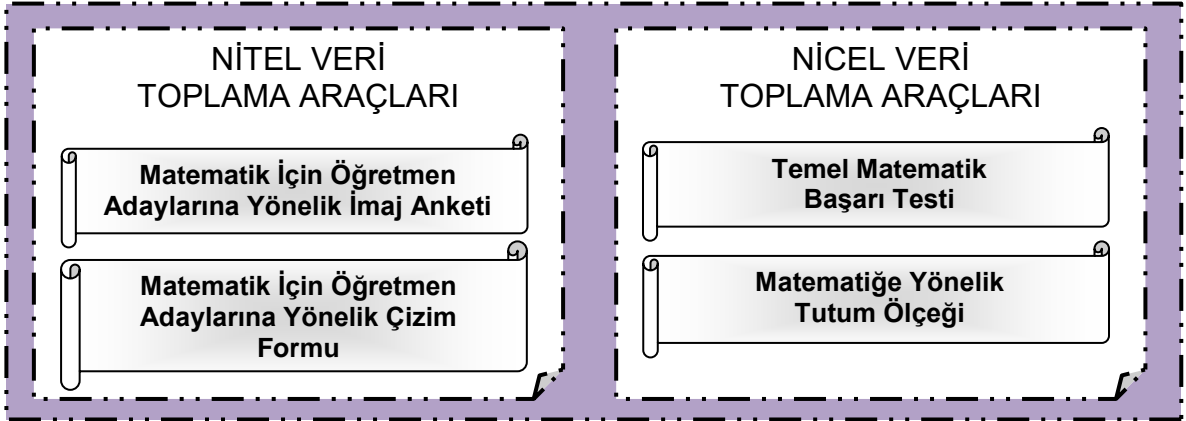 NİTEL VERİ
TOPLAMA ARAÇLARI
Matematik İçin Öğretmen
Adaylarına Yönelik İmaj Anketi
Matematik İçin Öğretmen
Adaylarına Yönelik Çizim
Formu
NİCEL VERİ
TOPLAMA ARAÇLARI
Temel Matematik
Başarı Testi
Matematiğe Yönelik
Tutum Ölçeği